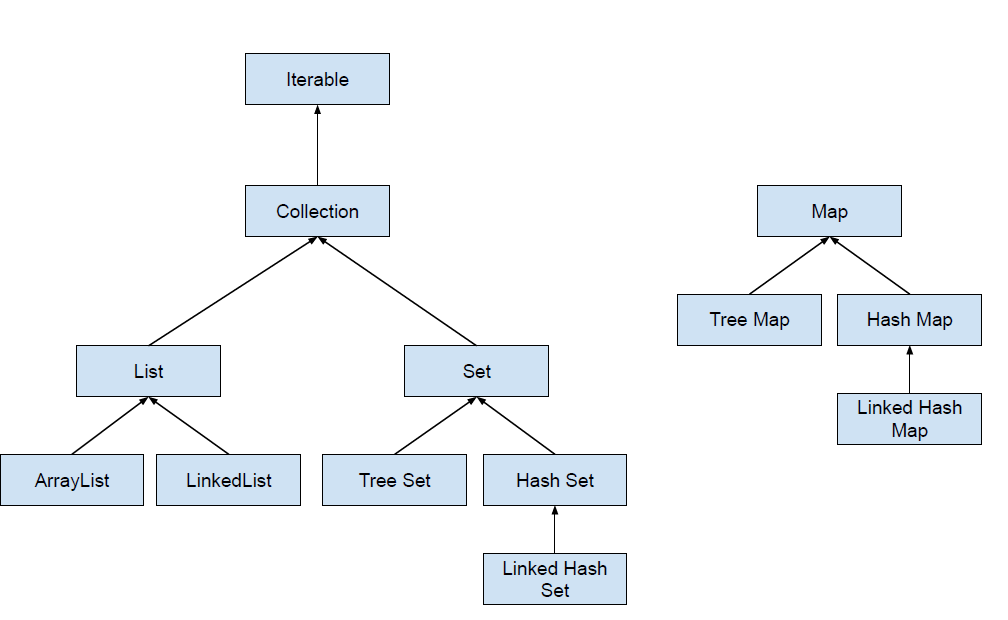 Iterable
Collection
Map
Tree Map
Hash Map
List
Set
Linked Hash
Map
ArrayList
LinkedList
Tree Set
Hash Set
Linked Hash
Set